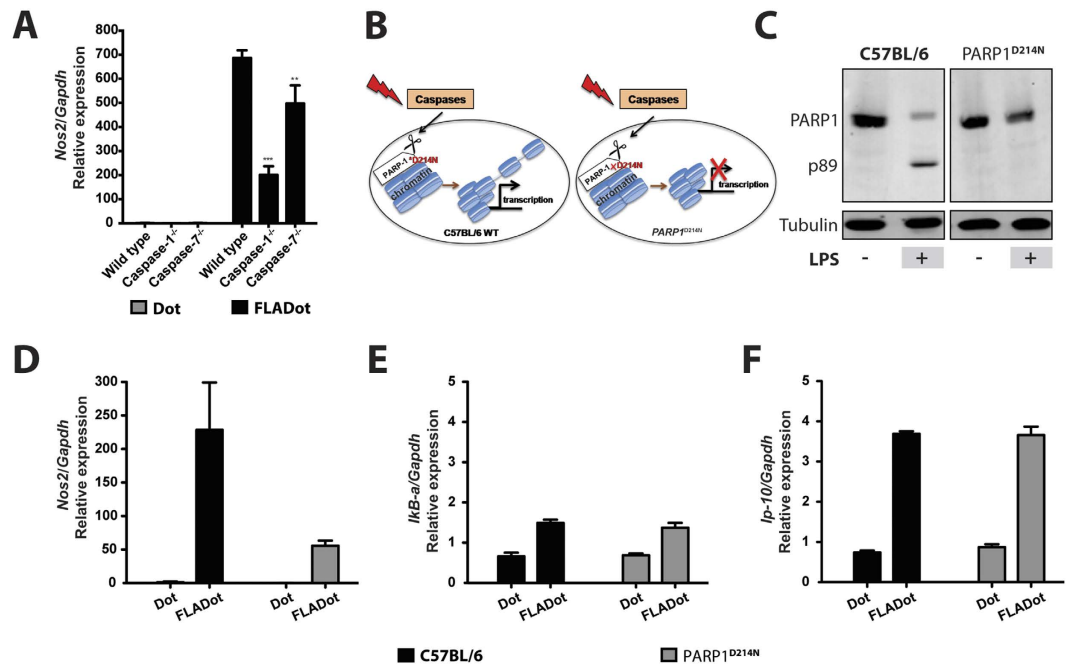 A
Nos2/Gapdh
Relative expression
800
700
600
500
400
300
200
100
0
***
**
Wild type
Caspase-1-/-
Caspase-7-/-
Wild type
Caspase-1-/-
Caspase-7-/-
Dot
FLADot
B
Caspases
PARP-1
D214N
chromatin
transcription
C57BL/6 WT
Caspases
PARP-1
XD214N
chromatin
transcription
PARP1D214N
C
C57BL/6
PARP1D214N
PARP1
p89
Tubulin
LPS
- + - +
D
Nos2/Gapdh
Relative expression
300
250
200
150
100
50
0
Dot
FLADot
Dot
FLADot
E
IkB-a/Gapdh
Relative expression
5
4
3
2
1
0
Dot
FLADot
Dot
FLADot
F
Ip-10/Gapdh
Relative expression
5
4
3
2
1
0
Dot
FLADot
Dot
FLADot
C57BL/6
PARP1D214N